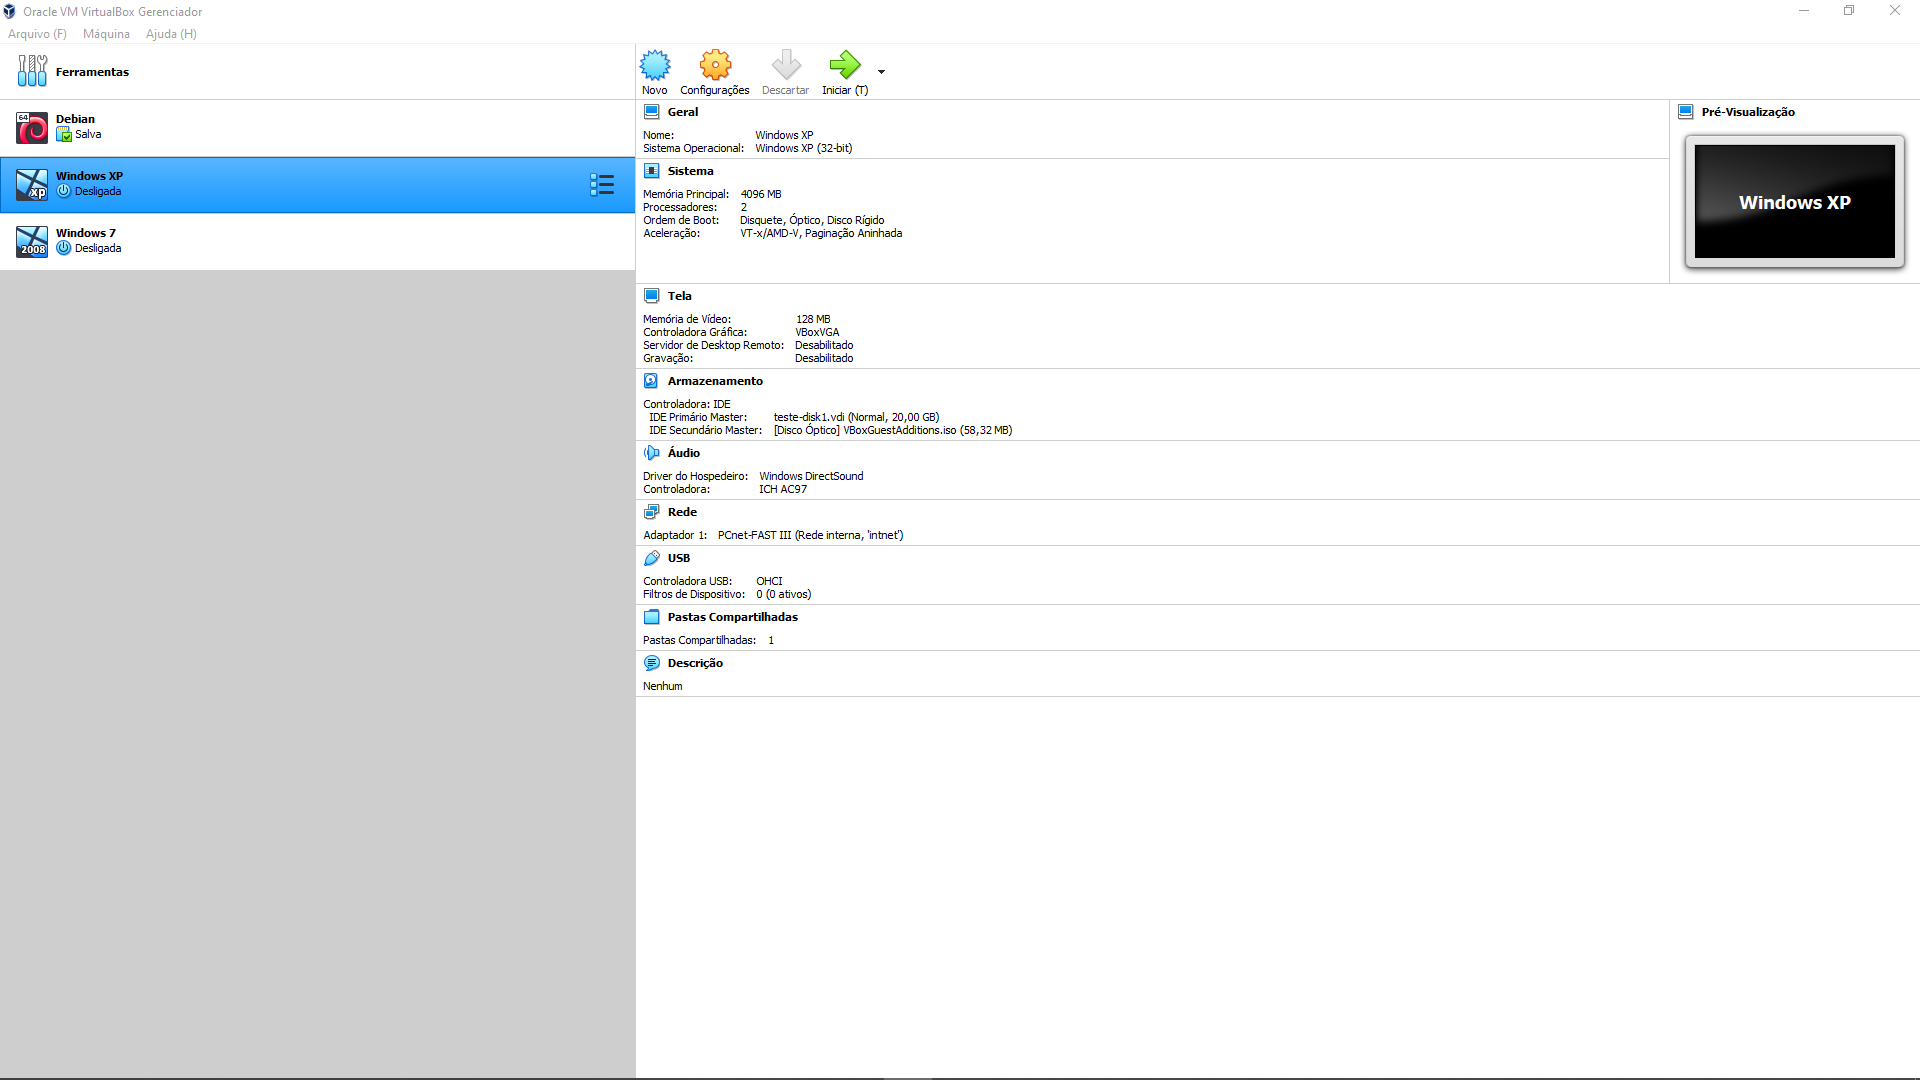 Oracle VM VirtualBox Gerenciador
Arquivo (F) Máquina Ajuda (H)
Ferramentas
Novo Configurações Descartar Iniciar (T)
64
Debian
Salva
xp
Windows XP
Desligada
2008
Windows 7
Desligada
Geral
Nome: Windows XP
Sistema Operacional: Windows XP (32-bit)
Sistema
Memória Principal: 4096 MB
Processadores: 2
Ordem de Boot: Disquete, Óptico, Disco Rígido
Aceleração: VT-x/AMD-V, Paginação Aninhada
Pré-Visualização
Windows XP
Tela
Memória de Vídeo: 128 MB
Controladora Gráfica: VBoxVGA
Servidor de Desktop Remoto: Desabilitado
Gravação: Desabilitado
Armazenamento
Controladora: IDE
IDE Primário Master: teste-disk1.vdi (Normal, 20,00 GB)
IDE Secundário Master: [Disco Óptico] VBoxGuestAdditions.iso (58,32 MB)
Áudio
Driver do Hospedeiro: Windows DirectSound
Controladora: ICH AC97
Rede
Adaptador 1: PCnet-FAST III (Rede interna, 'intnet')
USB
Controladora USB: OHCI
Filtros de Dispositivo: 0 (0 ativos)
Pastas Compartilhadas
Pastas Compartilhadas: 1
Descrição
Nenhum